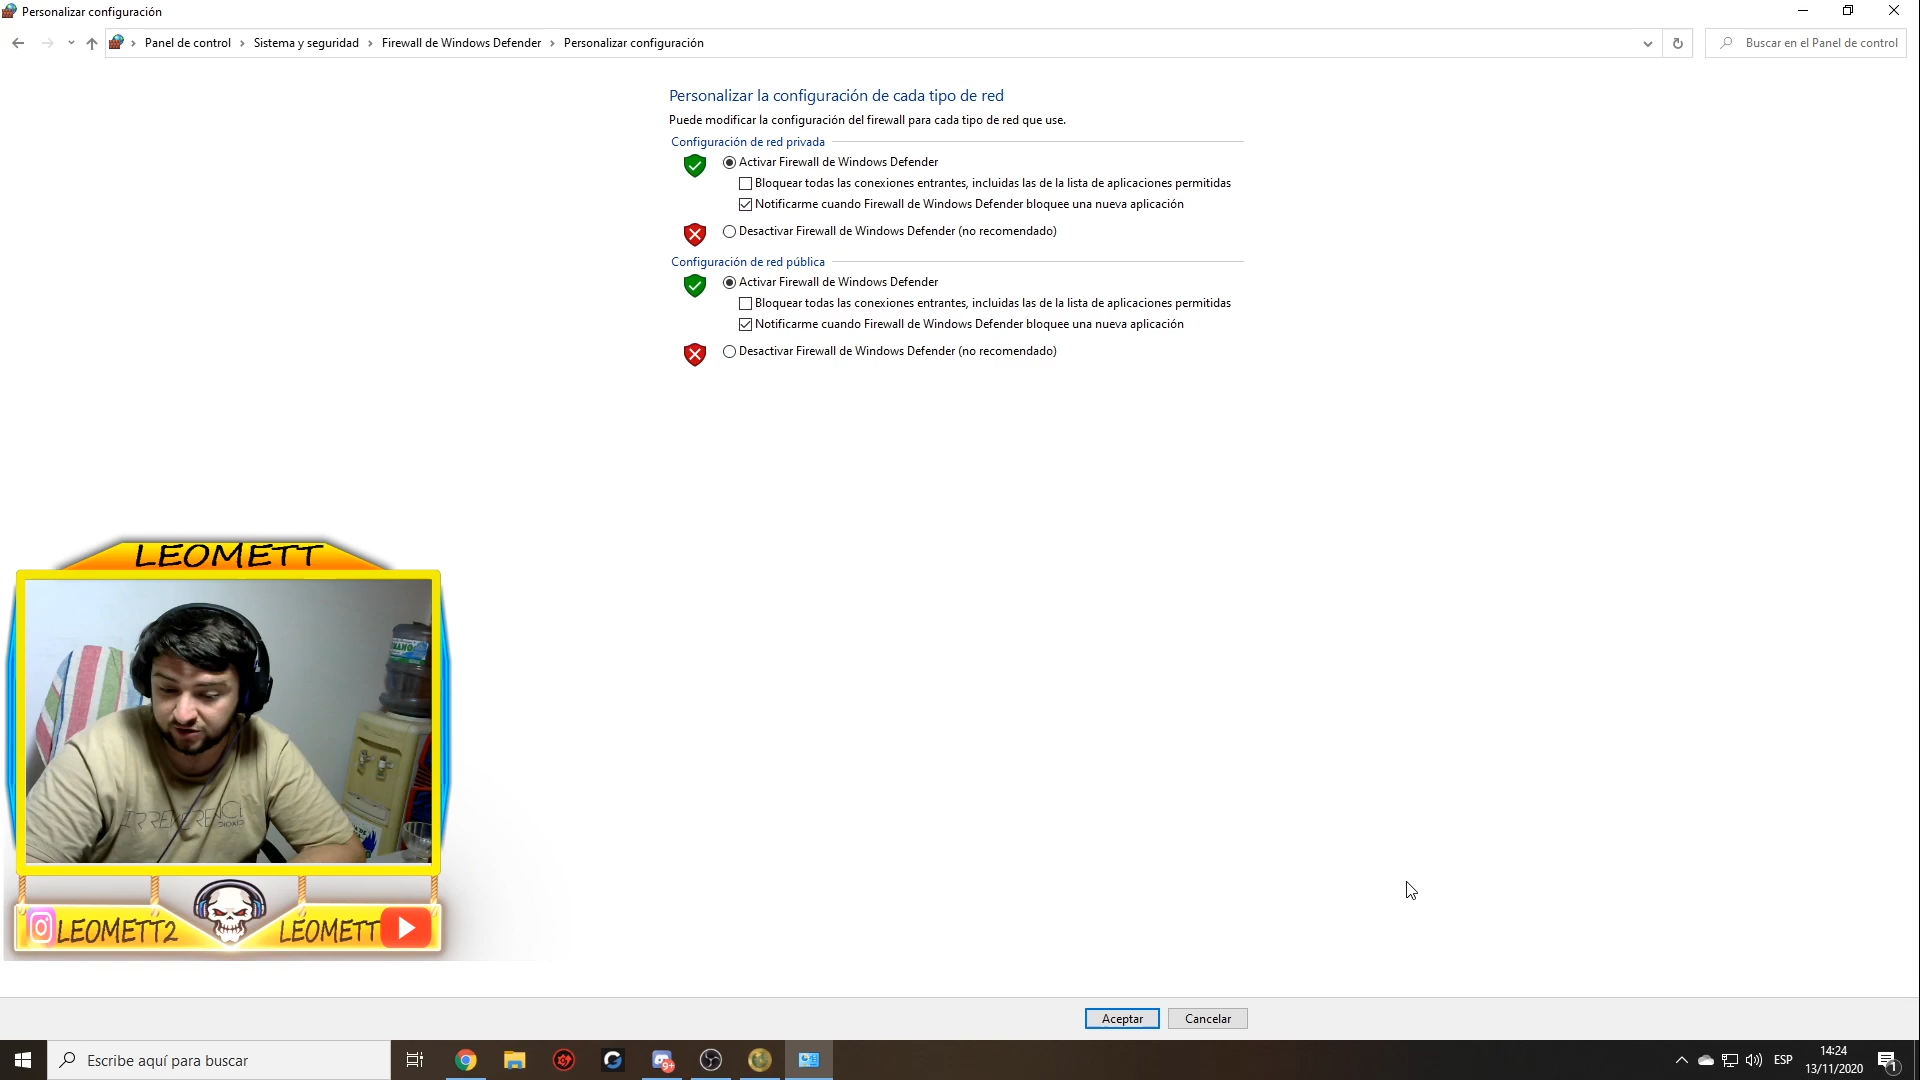 Personalizar configuración
Panel de control
Sistema y seguridad
Firewall de Windows Defender
Personalizar configuración
Buscar en el Panel de control
Personalizar la configuración de cada tipo de red
Puede modificar la configuración del firewall para cada tipo de red que use.
Configuración de red privada
Activar Firewall de Windows Defender
Bloquear todas las conexiones entrantes, incluidas las de la lista de aplicaciones permitidas
Notificarme cuando Firewall de Windows Defender bloquee una nueva aplicación
Desactivar Firewall de Windows Defender (no recomendado)
Configuración de red pública
Activar Firewall de Windows Defender
Bloquear todas las conexiones entrantes, incluidas las de la lista de aplicaciones permitidas
Notificarme cuando Firewall de Windows Defender bloquee una nueva aplicación
Desactivar Firewall de Windows Defender (no recomendado)
LEOMETT
LEOMETT2
LEOMETT
Aceptar
Cancelar
Escribe aquí para buscar
9+
ESP
14:24
13/11/2020
1